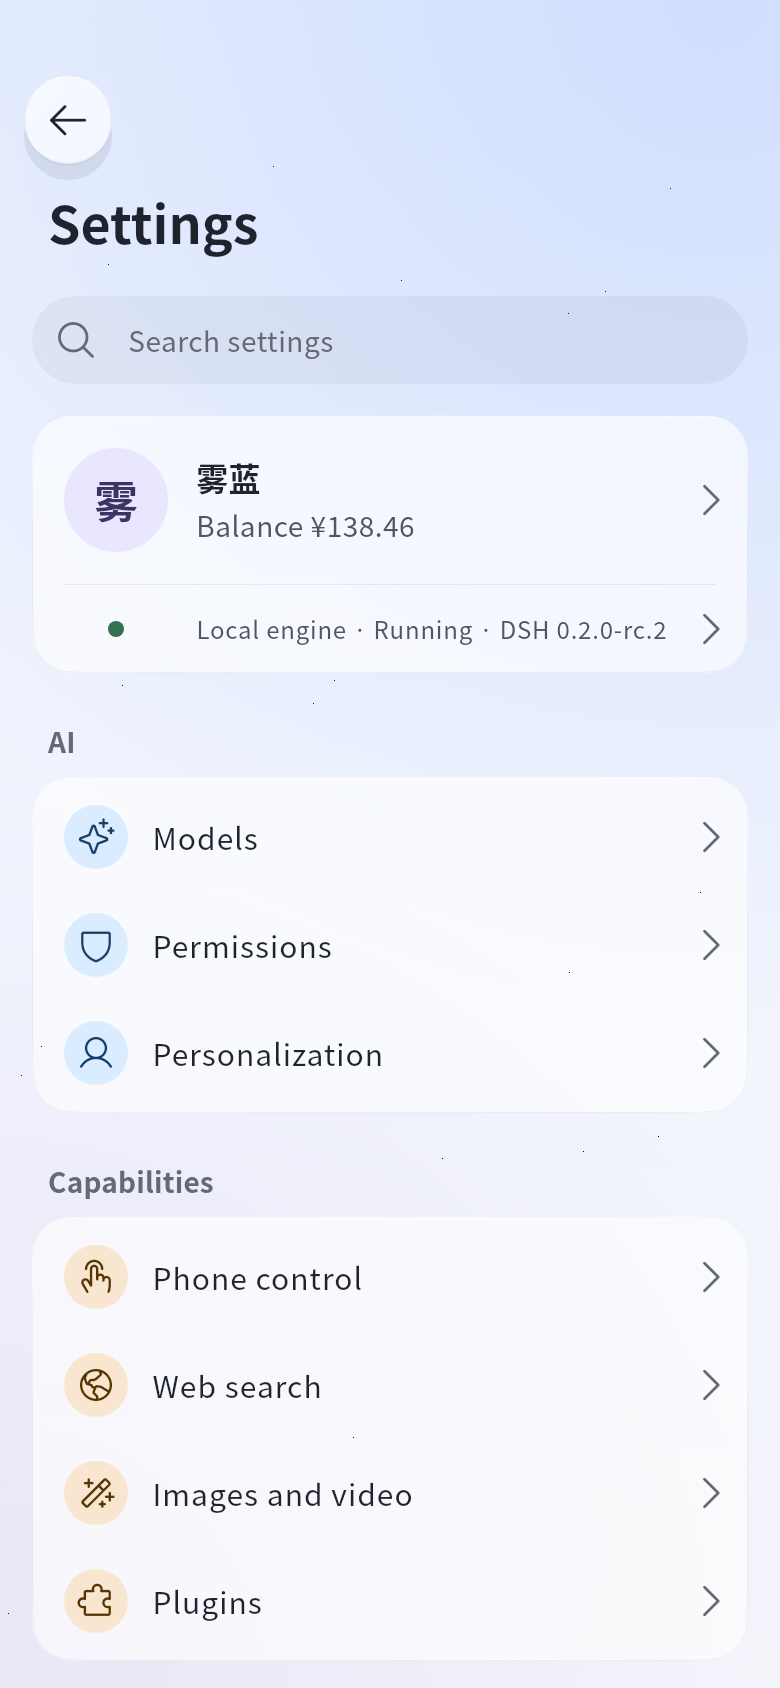 Settings
Search settings
雾
雾蓝
Balance ¥138.46
Local engine · Running · DSH 0.2.0-rc.2
AI
Models
Permissions
Personalization
Capabilities
Phone control
Web search
Images and video
Plugins